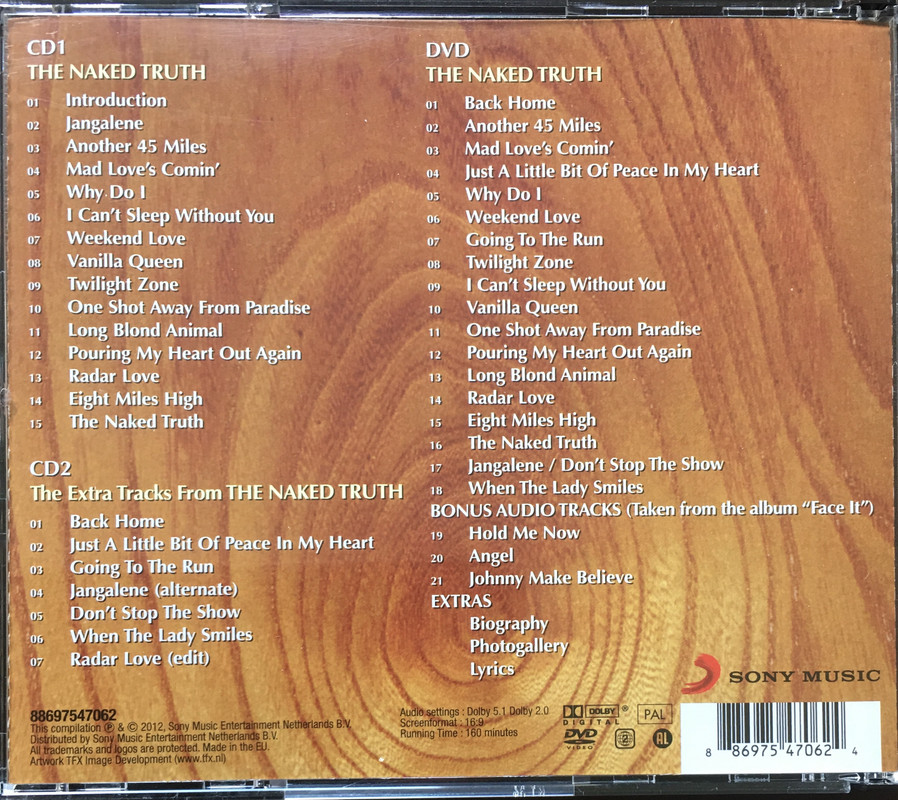 CD1
THE NAKED TRUTH
01 Introduction
02 Jangalene
03 Another 45 Miles
04 Mad Love's Comin'
05 Why Do I
06 I Can't Sleep Without You
07 Weekend Love
08 Vanilla Queen
09 Twilight Zone
10 One Shot Away From Paradise
11 Long Blond Animal
12 Pouring My Heart Out Again
13 Radar Love
14 Eight Miles High
15 The Naked Truth
CD2
The Extra Tracks From THE NAKED TRUTH
01 Back Home
02 Just A Little Bit Of Peace In My Heart
03 Going To The Run
04 Jangalene (alternate)
05 Don't Stop The Show
06 When The Lady Smiles
07 Radar Love (edit)
DVD
THE NAKED TRUTH
01 Back Home
02 Another 45 Miles
03 Mad Love's Comin'
04 Just A Little Bit Of Peace In My Heart
05 Why Do I
06 Weekend Love
07 Going To The Run
08 Twilight Zone
09 I Can't Sleep Without You
10 Vanilla Queen
11 One Shot Away From Paradise
12 Pouring My Heart Out Again
13 Long Blond Animal
14 Radar Love
15 Eight Miles High
16 The Naked Truth
17 Jangalene / Don't Stop The Show
18 When The Lady Smiles
BONUS AUDIO TRACKS (Taken from the album "Face It")
19 Hold Me Now
20 Angel
21 Johnny Make Believe
EXTRAS
Biography
Photogallery
Lyrics
SONY MUSIC
88697547062
This compilation ℗ & © 2012, Sony Music Entertainment Netherlands B.V.
Distributed by Sony Music Entertainment Netherlands B.V.
All trademarks and logos are protected. Made in the EU.
Artwork TFX Image Development (www.tfx.nl)
Audio settings : Dolby 5.1 Dolby 2.0
Screenformat : 16:9
Running Time : 160 minutes
DOLBY
DIGITAL
®
PAL
DVD
VIDEO
2
AL
8 86975 47062 4